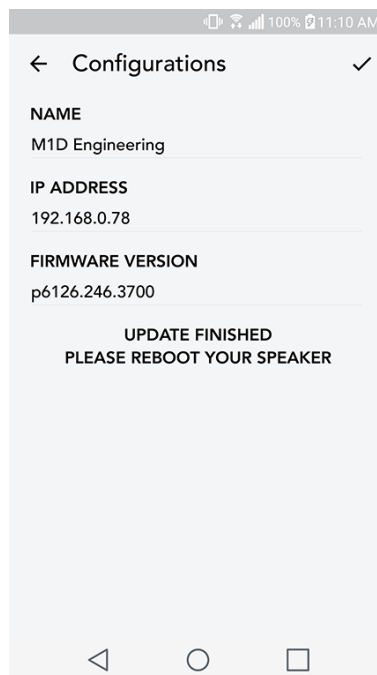 100% 11:10 AM
Configurations
NAME
M1D Engineering
IP ADDRESS
192.168.0.78
FIRMWARE VERSION
p6126.246.3700
UPDATE FINISHED
PLEASE REBOOT YOUR SPEAKER